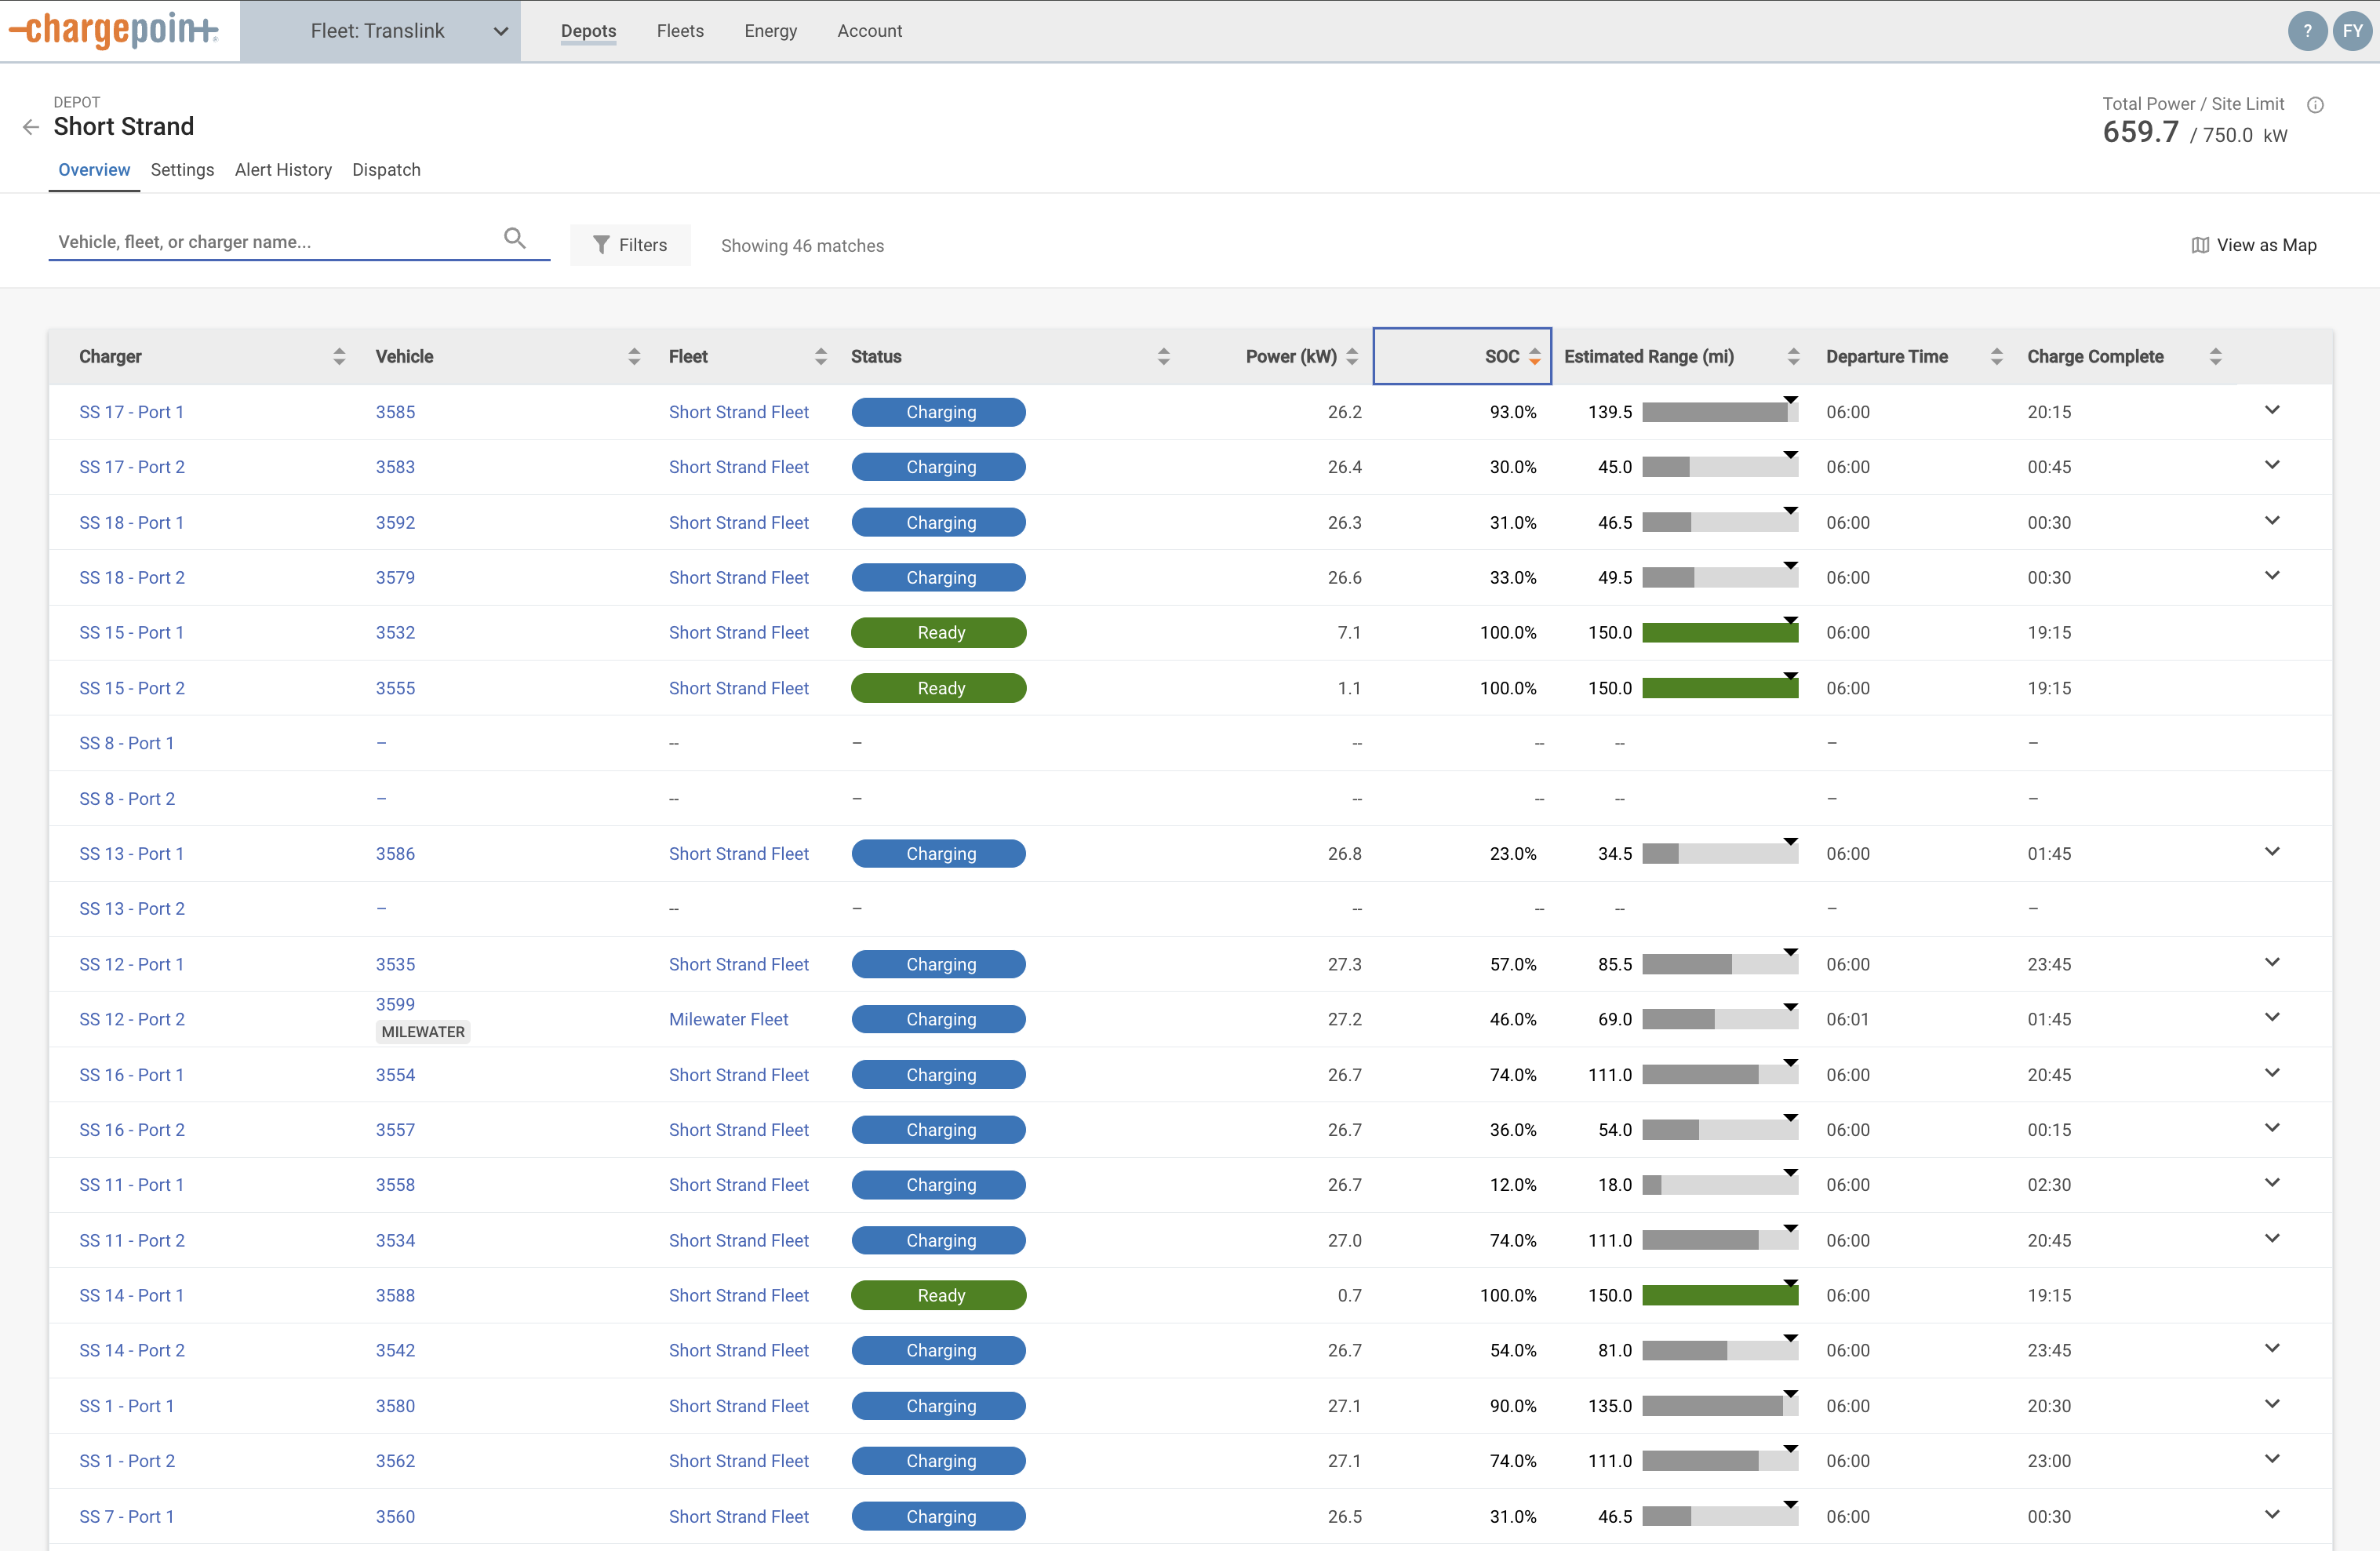 chargepoint
Fleet: Translink
Depots Fleets Energy Account
? FY
DEPOT
Short Strand
Total Power / Site Limit
659.7 / 750.0 kW
Overview Settings Alert History Dispatch
Vehicle, fleet, or charger name...
Filters
Showing 46 matches
View as Map
Charger Vehicle Fleet Status Power (kW) SOC Estimated Range (mi) Departure Time Charge Complete
SS 17 - Port 1 3585 Short Strand Fleet Charging 26.2 93.0% 139.5 06:00 20:15
SS 17 - Port 2 3583 Short Strand Fleet Charging 26.4 30.0% 45.0 06:00 00:45
SS 18 - Port 1 3592 Short Strand Fleet Charging 26.3 31.0% 46.5 06:00 00:30
SS 18 - Port 2 3579 Short Strand Fleet Charging 26.6 33.0% 49.5 06:00 00:30
SS 15 - Port 1 3532 Short Strand Fleet Ready 7.1 100.0% 150.0 06:00 19:15
SS 15 - Port 2 3555 Short Strand Fleet Ready 1.1 100.0% 150.0 06:00 19:15
SS 8 - Port 1 – -- – -- -- -- – –
SS 8 - Port 2 – -- – -- -- -- – –
SS 13 - Port 1 3586 Short Strand Fleet Charging 26.8 23.0% 34.5 06:00 01:45
SS 13 - Port 2 – -- – -- -- -- – –
SS 12 - Port 1 3535 Short Strand Fleet Charging 27.3 57.0% 85.5 06:00 23:45
SS 12 - Port 2 3599 Milewater Fleet Charging 27.2 46.0% 69.0 06:01 01:45
MILEWATER
SS 16 - Port 1 3554 Short Strand Fleet Charging 26.7 74.0% 111.0 06:00 20:45
SS 16 - Port 2 3557 Short Strand Fleet Charging 26.7 36.0% 54.0 06:00 00:15
SS 11 - Port 1 3558 Short Strand Fleet Charging 26.7 12.0% 18.0 06:00 02:30
SS 11 - Port 2 3534 Short Strand Fleet Charging 27.0 74.0% 111.0 06:00 20:45
SS 14 - Port 1 3588 Short Strand Fleet Ready 0.7 100.0% 150.0 06:00 19:15
SS 14 - Port 2 3542 Short Strand Fleet Charging 26.7 54.0% 81.0 06:00 23:45
SS 1 - Port 1 3580 Short Strand Fleet Charging 27.1 90.0% 135.0 06:00 20:30
SS 1 - Port 2 3562 Short Strand Fleet Charging 27.1 74.0% 111.0 06:00 23:00
SS 7 - Port 1 3560 Short Strand Fleet Charging 26.5 31.0% 46.5 06:00 00:30